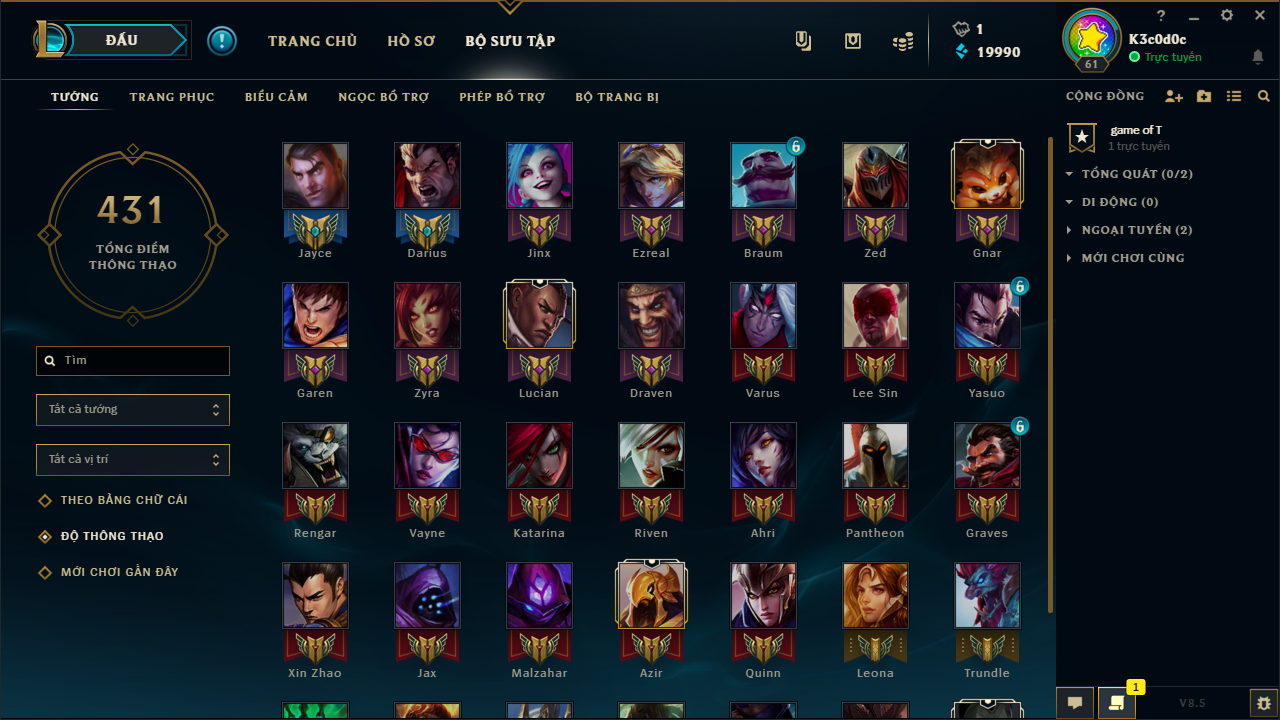 ĐẤU
TRANG CHỦ
HỒ SƠ
BỘ SƯU TẬP
1
19990
61
K3c0d0c
Trực tuyến
TƯỚNG
TRANG PHỤC
BIỂU CẢM
NGỌC BỔ TRỢ
PHÉP BỔ TRỢ
BỘ TRANG BỊ
CỘNG ĐỒNG
game of T
1 trực tuyến
TỔNG QUÁT (0/2)
DI ĐỘNG (0)
NGOẠI TUYẾN (2)
MỚI CHƠI CÙNG
431
TỔNG ĐIỂM
THÔNG THẠO
Tìm
Tất cả tướng
Tất cả vị trí
THEO BẢNG CHỮ CÁI
ĐỘ THÔNG THẠO
MỚI CHƠI GẦN ĐÂY
6
Jayce
Darius
Jinx
Ezreal
Braum
Zed
Gnar
6
Garen
Zyra
Lucian
Draven
Varus
Lee Sin
Yasuo
6
Rengar
Vayne
Katarina
Riven
Ahri
Pantheon
Graves
Xin Zhao
Jax
Malzahar
Azir
Quinn
Leona
Trundle
1
V8.5